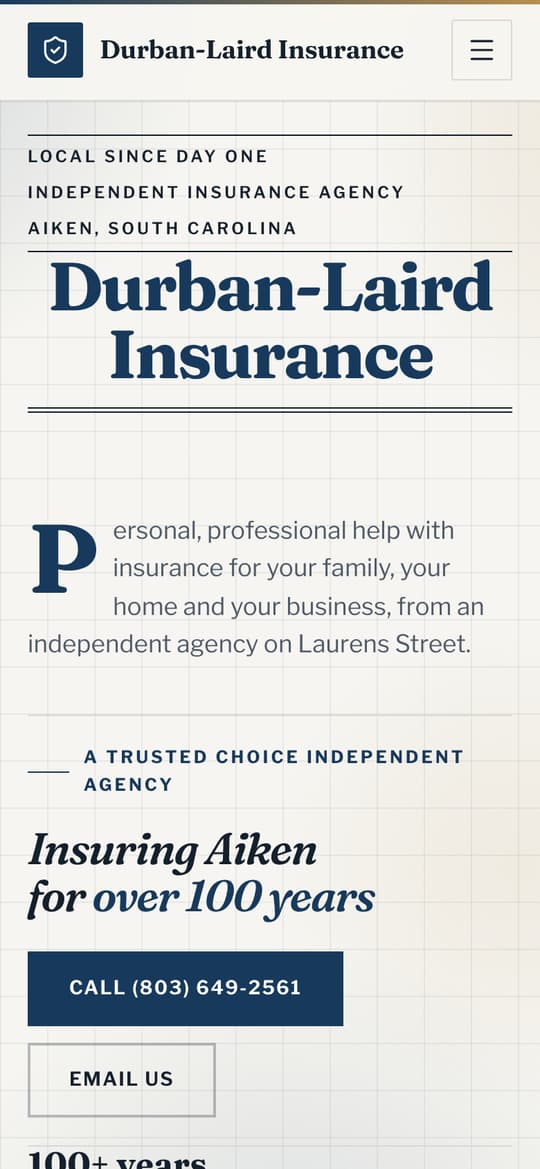 Durban-Laird Insurance
LOCAL SINCE DAY ONE
INDEPENDENT INSURANCE AGENCY
AIKEN, SOUTH CAROLINA
Durban-Laird
Insurance
Personal, professional help with
insurance for your family, your
home and your business, from an
independent agency on Laurens Street.
A TRUSTED CHOICE INDEPENDENT
AGENCY
Insuring Aiken
for over 100 years
CALL (803) 649-2561
EMAIL US
100+ years